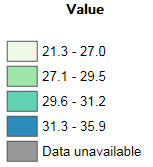 Value
21.3 - 27.0
27.1 - 29.5
29.6 - 31.2
31.3 - 35.9
Data unavailable